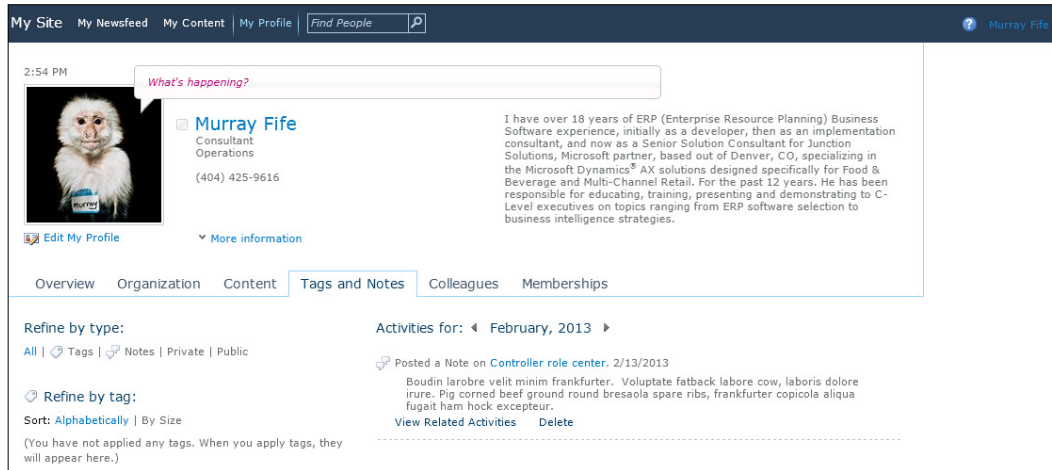 My Site My Newsfeed My Content | My Profile | Find People Murray Fife
2:54 PM
What's happening?
Murray Fife
Consultant
Operations
(404) 425-9616
murray
Edit My Profile
More information
I have over 18 years of ERP (Enterprise Resource Planning) Business
Software experience, initially as a developer, then as an implementation
consultant, and now as a Senior Solution Consultant for Junction
Solutions, Microsoft partner, based out of Denver, CO, specializing in
the Microsoft Dynamics® AX solutions designed specifically for Food &
Beverage and Multi-Channel Retail. For the past 12 years. He has been
responsible for educating, training, presenting and demonstrating to C-
Level executives on topics ranging from ERP software selection to
business intelligence strategies.
Overview Organization Content Tags and Notes Colleagues Memberships
Refine by type:
All | Tags | Notes | Private | Public
Refine by tag:
Sort: Alphabetically | By Size
(You have not applied any tags. When you apply tags, they
will appear here.)
Activities for: February, 2013
Posted a Note on Controller role center. 2/13/2013
Boudin larobre velit minim frankfurter. Voluptate fatback labore cow, laboris dolore
irure. Pig corned beef ground round bresaola spare ribs, frankfurter copicola aliqua
fugait ham hock excepteur.
View Related Activities Delete